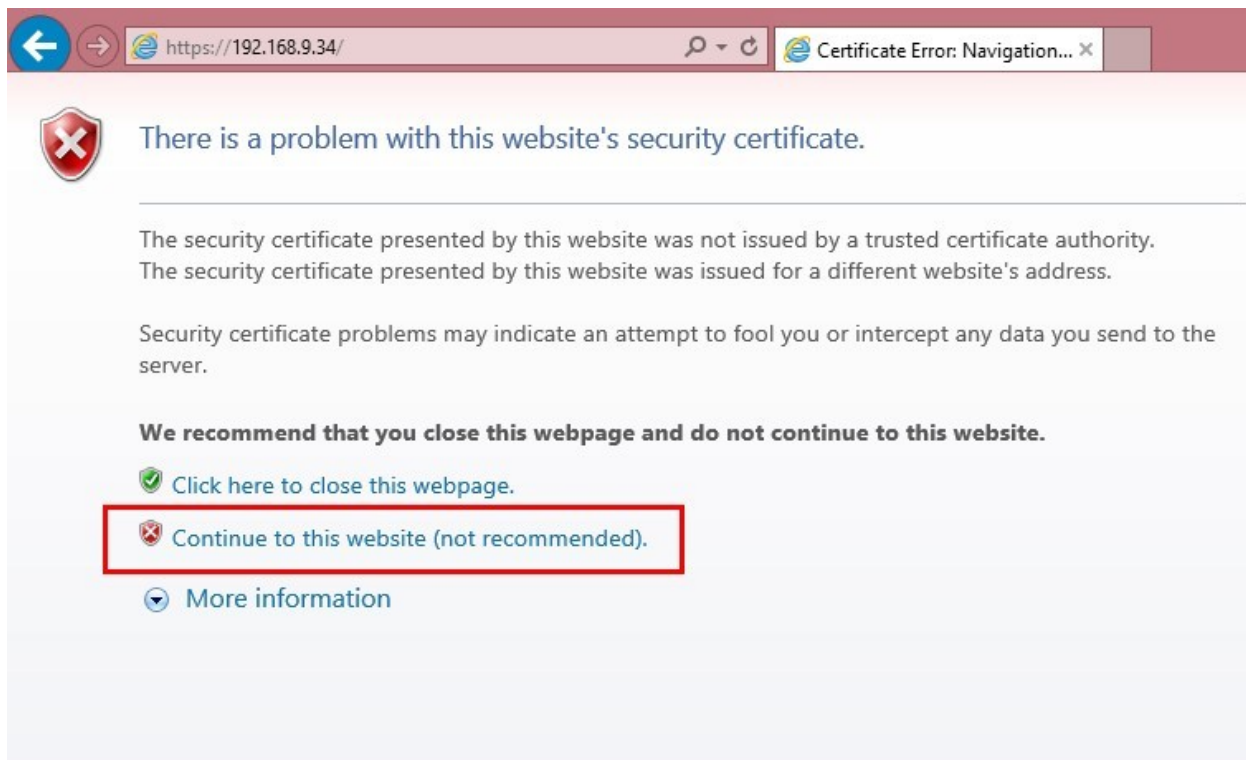 https://192.168.9.34/
Certificate Error: Navigation...
There is a problem with this website's security certificate.
The security certificate presented by this website was not issued by a trusted certificate authority.
The security certificate presented by this website was issued for a different website's address.
Security certificate problems may indicate an attempt to fool you or intercept any data you send to the
server.
We recommend that you close this webpage and do not continue to this website.
Click here to close this webpage.
Continue to this website (not recommended).
More information